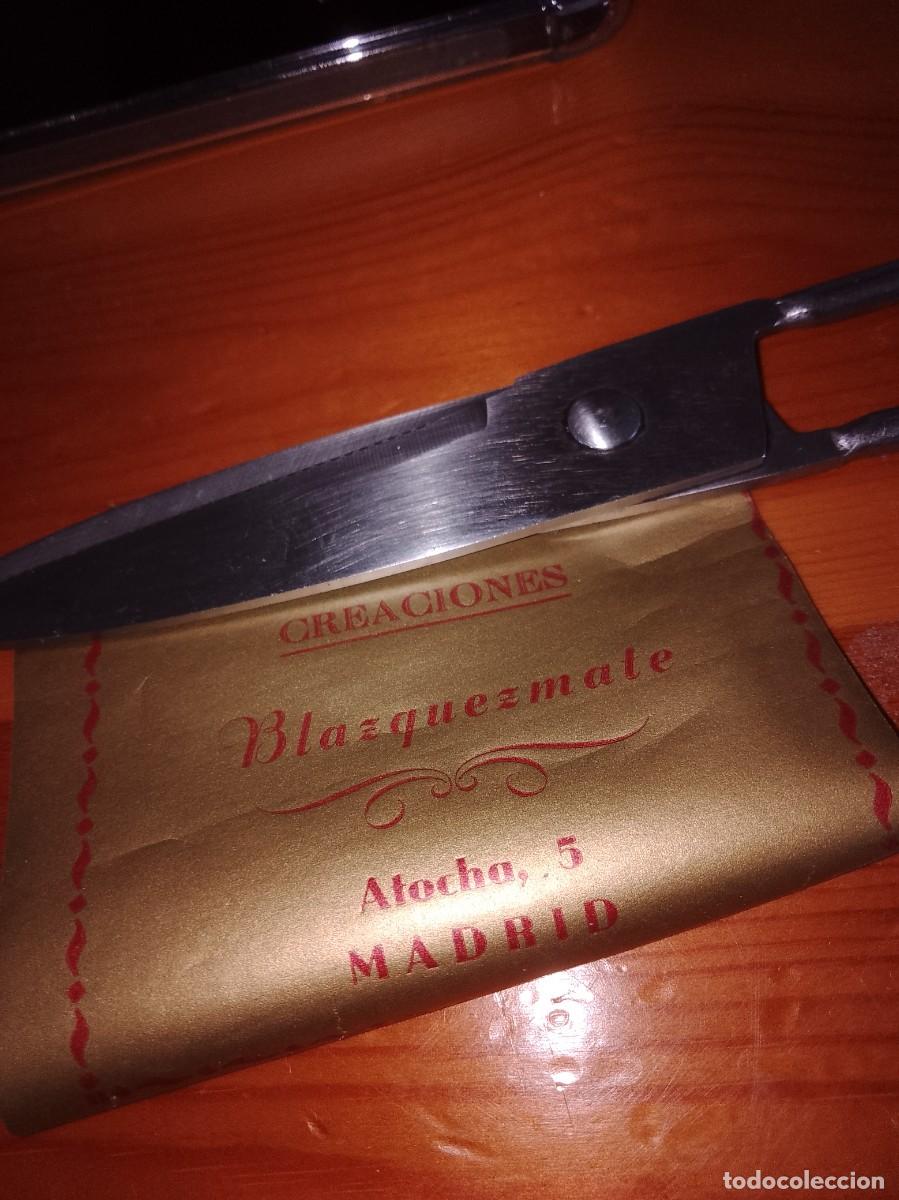 CREACIONES
Blazquezmate
Atocha, 5
MADRID
todocoleccion